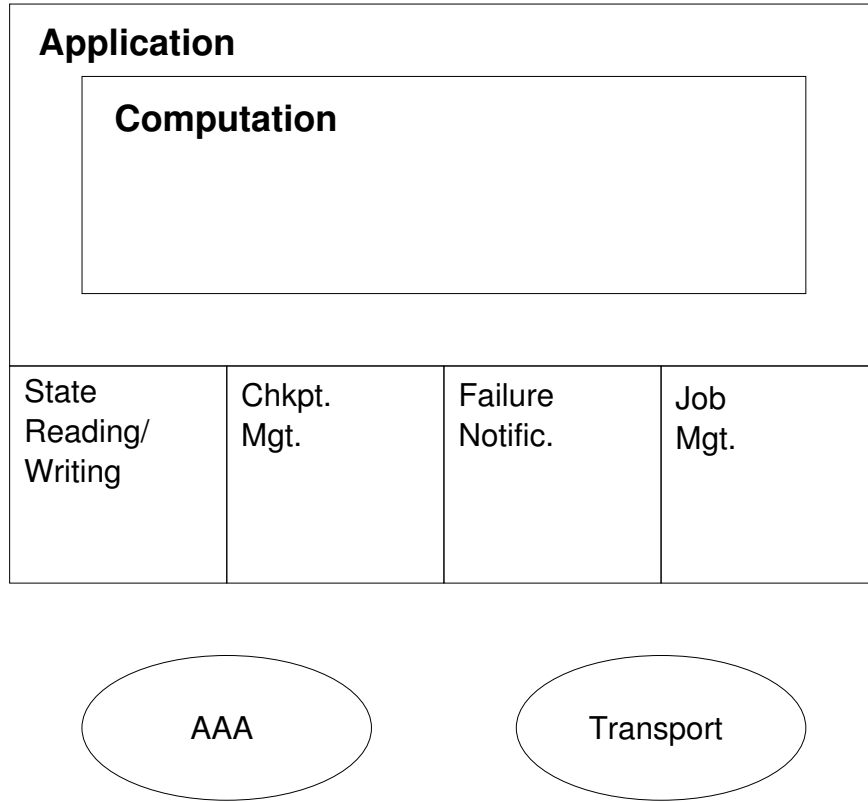 Application
Computation
State
Reading/
Writing
Chkpt.
Mgt.
Failure
Notific.
Job
Mgt.
AAA
Transport